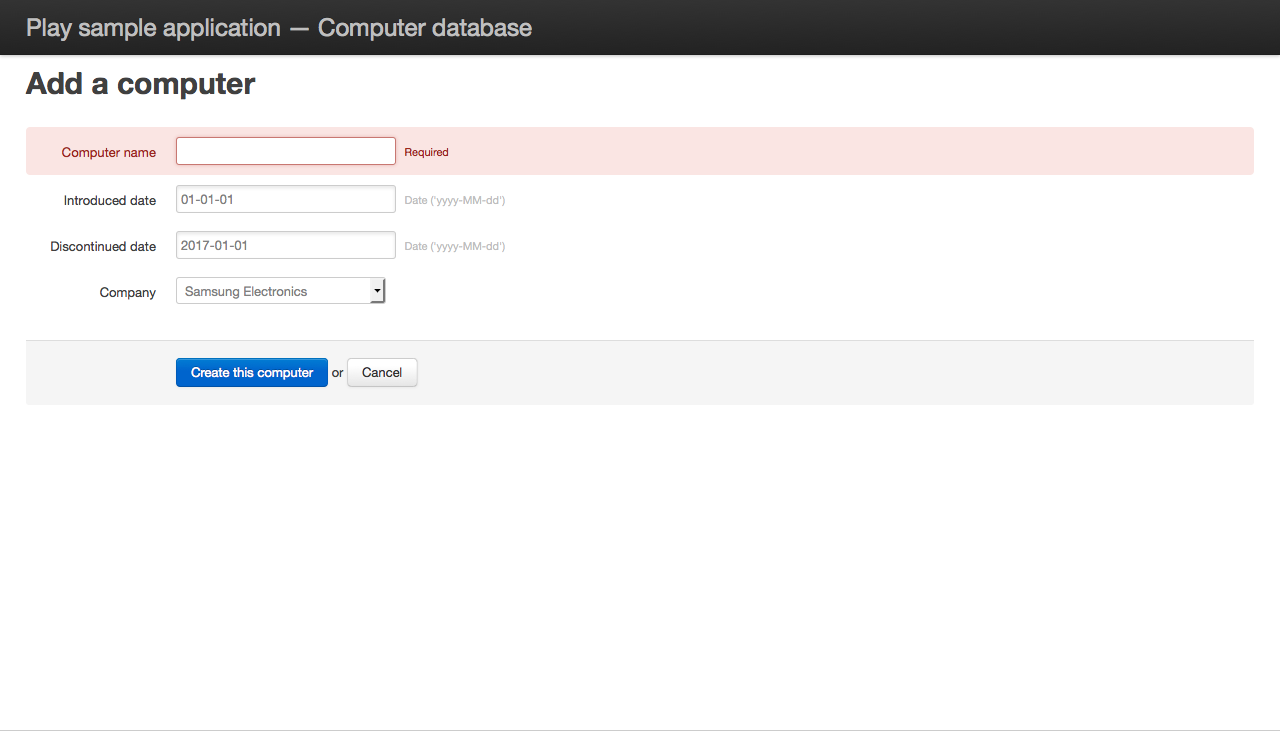 Play sample application — Computer database
Add a computer
Computer name Required
Introduced date 01-01-01 Date ('yyyy-MM-dd')
Discontinued date 2017-01-01 Date ('yyyy-MM-dd')
Company Samsung Electronics
Create this computer or Cancel